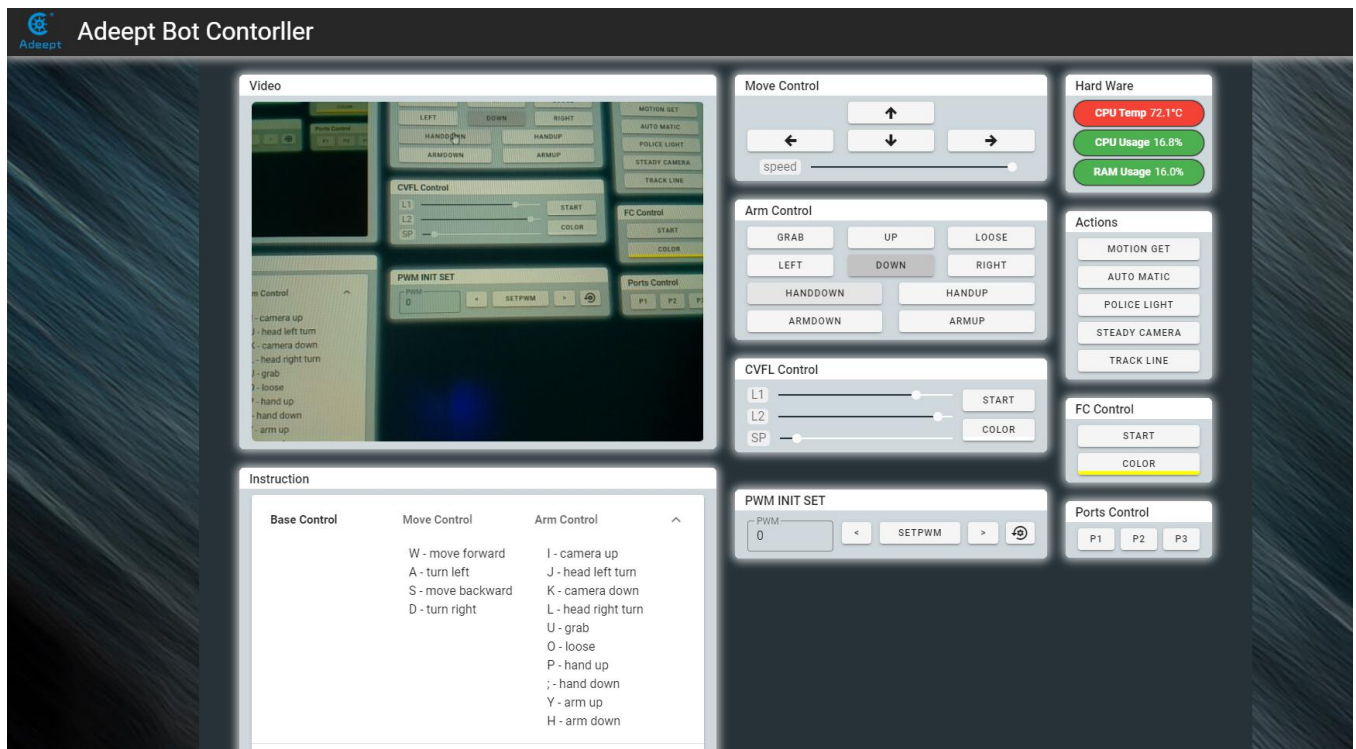 Adeept
Adeept Bot Contorller
Video
COLOR
Ports Control
P1 P2
LEFT DOWN RIGHT
HANDDOWN HANDUP
ARMDOWN ARMUP
MOTION GET
AUTO MATIC
POLICE LIGHT
STEADY CAMERA
TRACK LINE
CVFL Control
L1 START
L2 COLOR
SP
FC Control
START
COLOR
PWM INIT SET
PWM
0 < SETPWM >
Ports Control
P1 P2
m Control
- camera up
- head left turn
- camera down
- head right turn
- grab
- loose
- hand up
- hand down
- arm up
Move Control
speed
Arm Control
GRAB UP LOOSE
LEFT DOWN RIGHT
HANDDOWN HANDUP
ARMDOWN ARMUP
CVFL Control
L1 START
L2 COLOR
SP
PWM INIT SET
PWM
0 < SETPWM >
Hard Ware
CPU Temp 72.1°C
CPU Usage 16.8%
RAM Usage 16.0%
Actions
MOTION GET
AUTO MATIC
POLICE LIGHT
STEADY CAMERA
TRACK LINE
FC Control
START
COLOR
Ports Control
P1 P2 P3
Instruction
Base Control Move Control Arm Control
W - move forward
A - turn left
S - move backward
D - turn right
I - camera up
J - head left turn
K - camera down
L - head right turn
U - grab
O - loose
P - hand up
; - hand down
Y - arm up
H - arm down